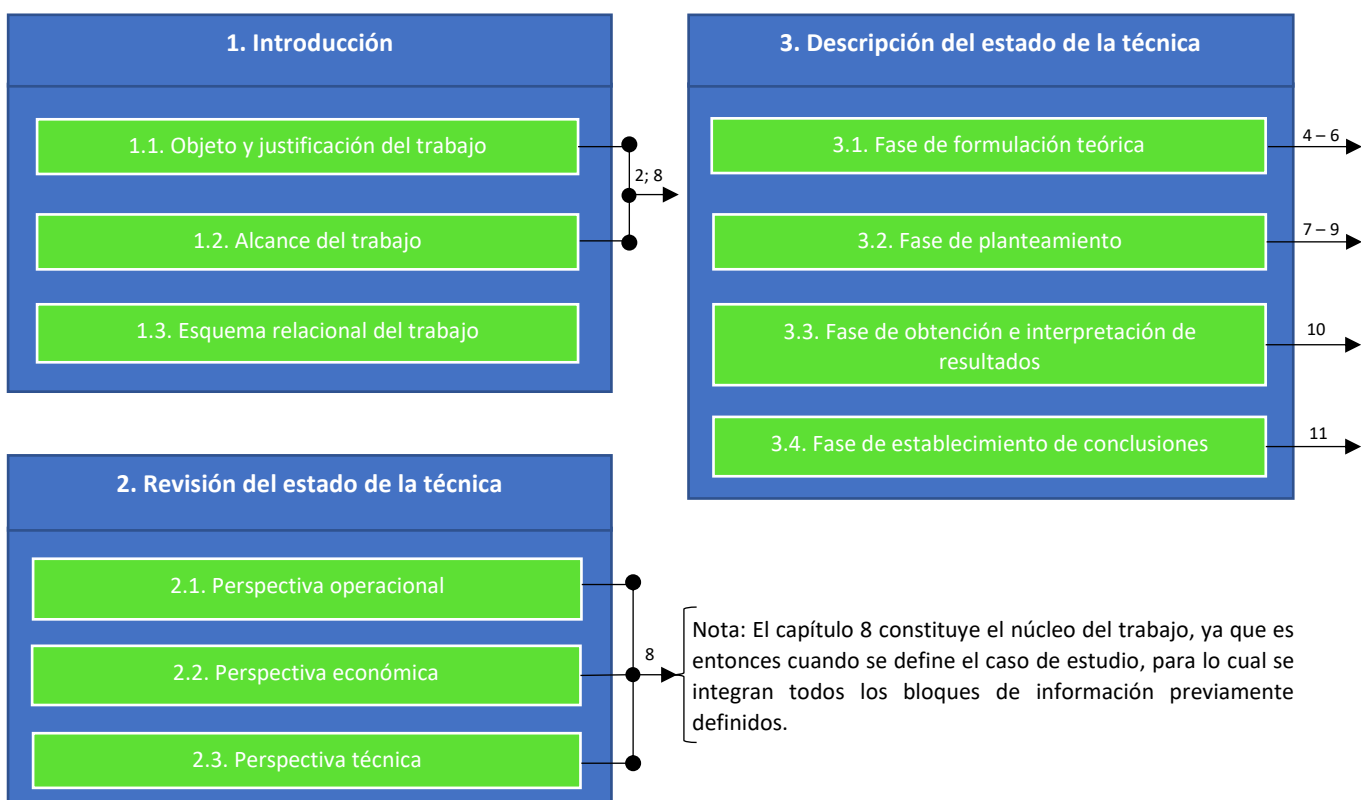 1. Introducción
1.1. Objeto y justificación del trabajo
1.2. Alcance del trabajo
1.3. Esquema relacional del trabajo
2; 8
2. Revisión del estado de la técnica
2.1. Perspectiva operacional
2.2. Perspectiva económica
2.3. Perspectiva técnica
8
3. Descripción del estado de la técnica
3.1. Fase de formulación teórica
4 – 6
3.2. Fase de planteamiento
7 – 9
3.3. Fase de obtención e interpretación de
resultados
10
3.4. Fase de establecimiento de conclusiones
11
Nota: El capítulo 8 constituye el núcleo del trabajo, ya que es
entonces cuando se define el caso de estudio, para lo cual se
integran todos los bloques de información previamente
definidos.